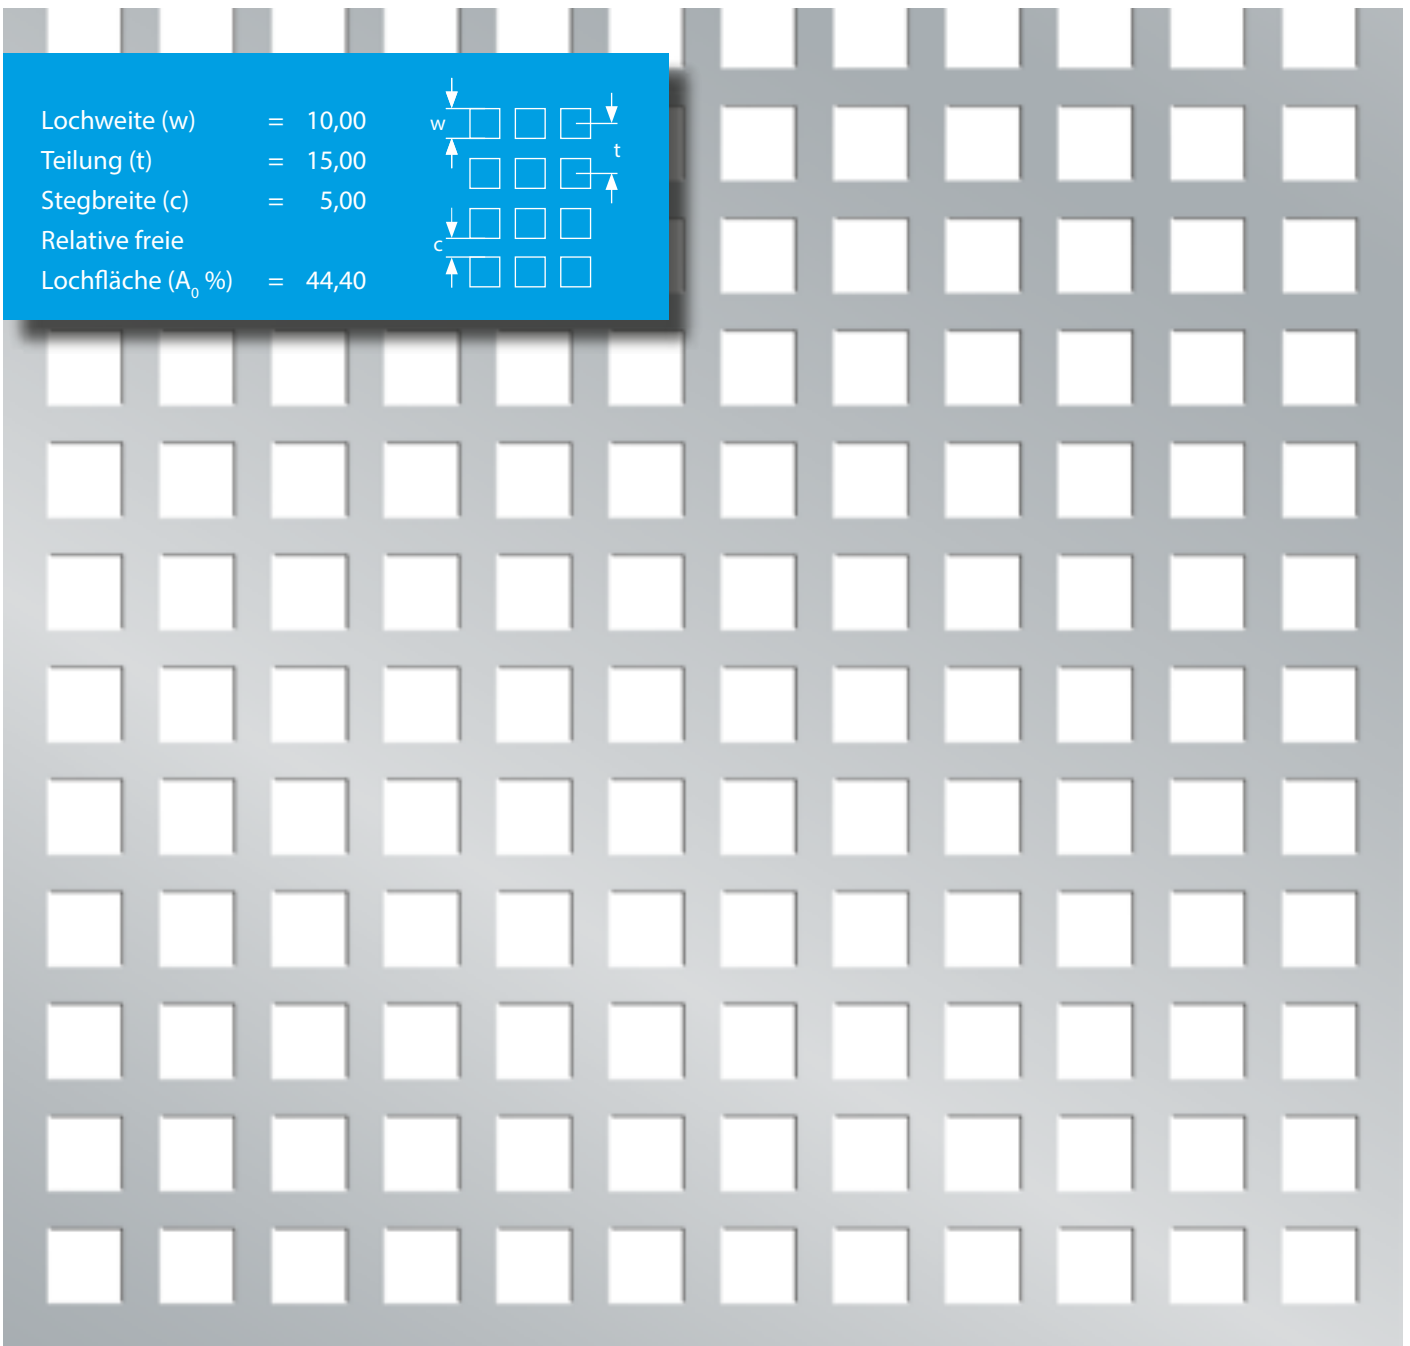 Lochweite (w) = 10,00
Teilung (t) = 15,00
Stegbreite (c) = 5,00
Relative freie
Lochfläche (A₀ %) = 44,40
w
t
c